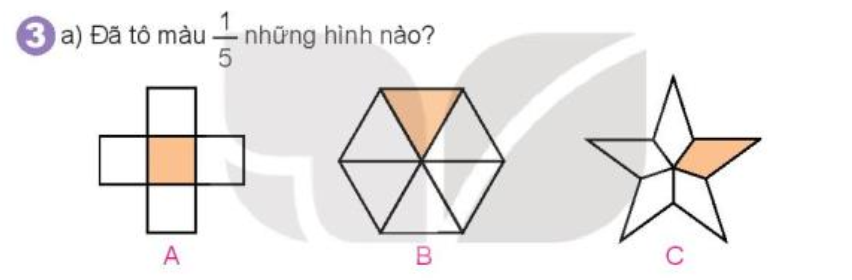 3 a) Đã tô màu 1/5 những hình nào?
A B C